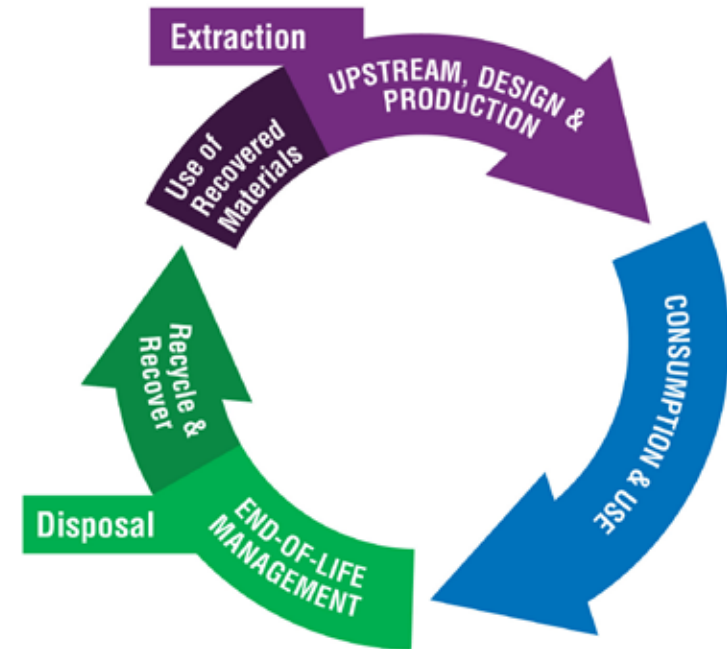 Extraction
UPSTREAM, DESIGN &
PRODUCTION
CONSUMPTION & USE
END-OF-LIFE
MANAGEMENT
Disposal
Recycle &
Recover
Use of
Recovered
Materials